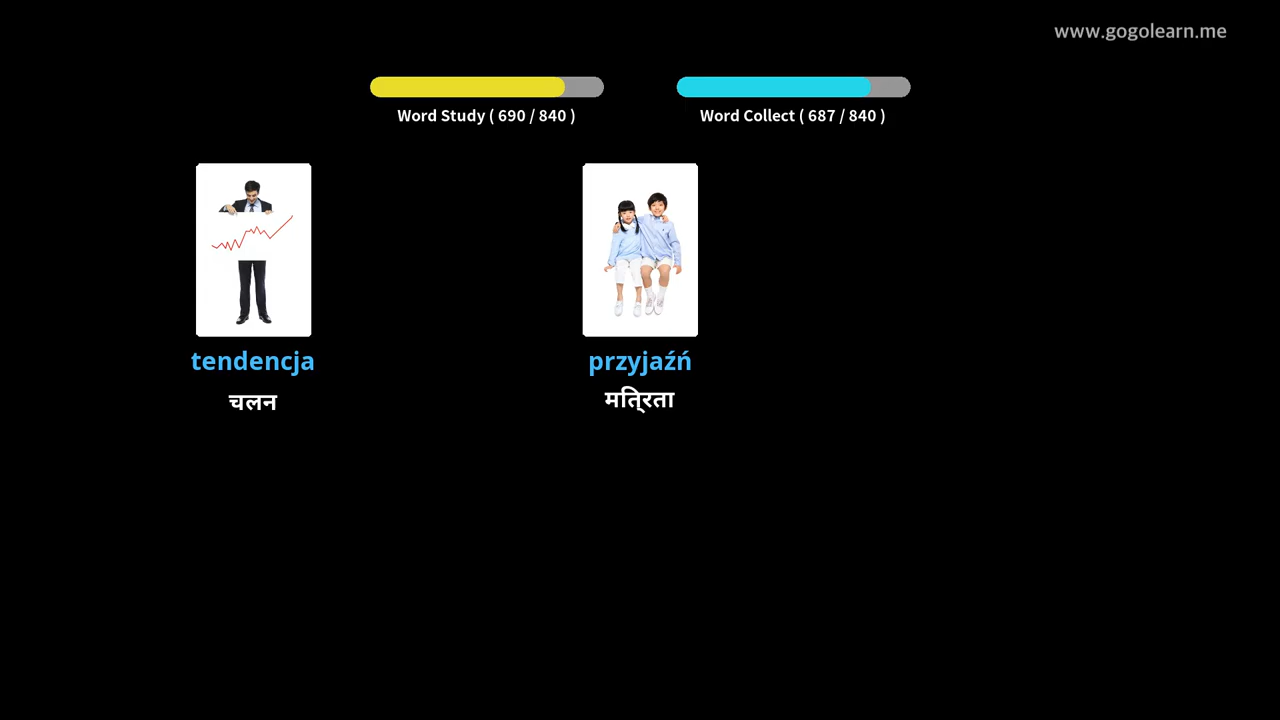 www.gogolearn.me
Word Study ( 690 / 840 )
Word Collect ( 687 / 840 )
tendencja
przyjaźń
चलन
मित्रता